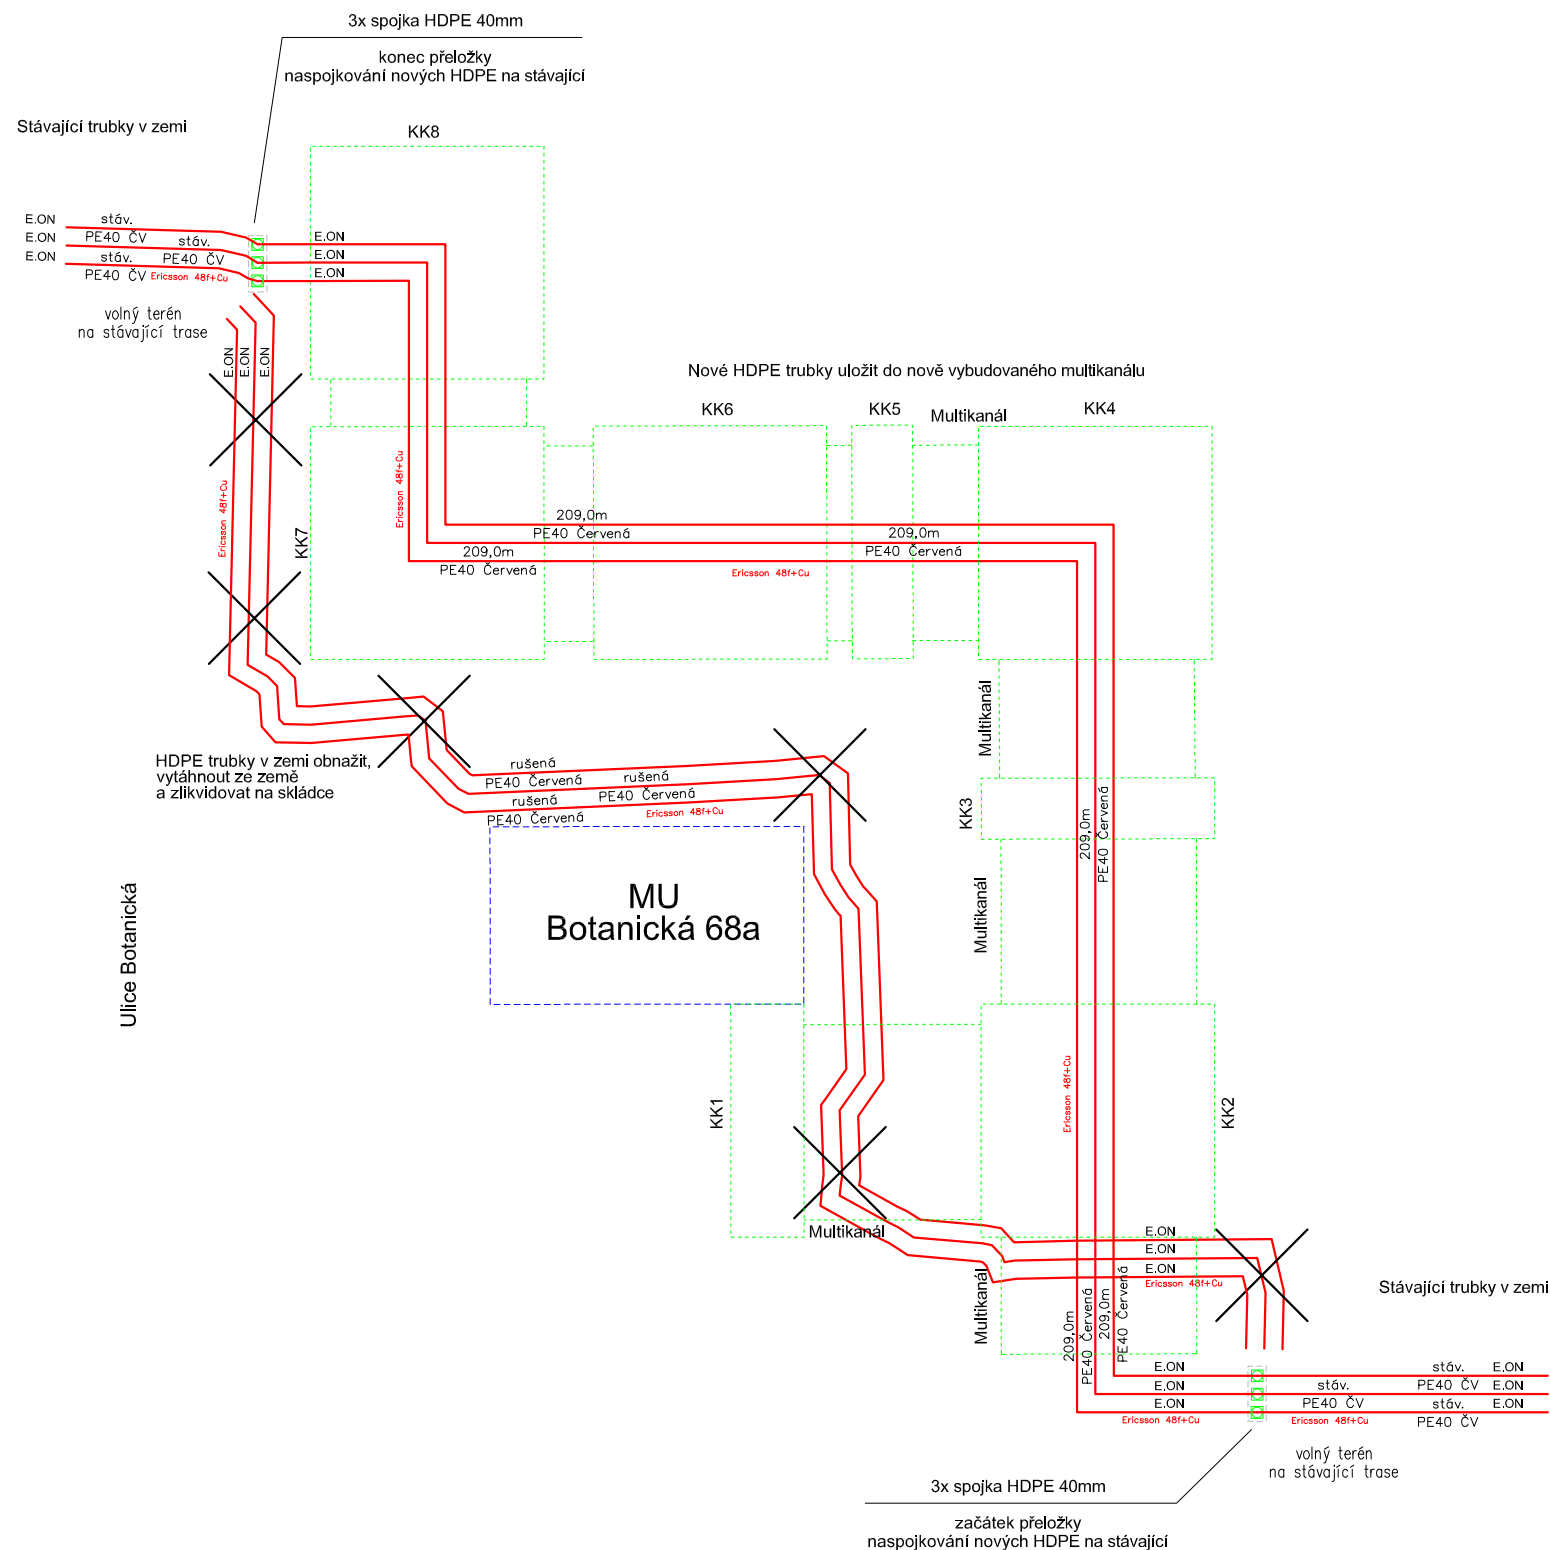 3x spojka HDPE 40mm
konec přeložky
naspojkování nových HDPE na stávající
Stávající trubky v zemi
KK8
E.ON
stáv.
PE40 ČV
E.ON
E.ON
stáv.
PE40 ČV
E.ON
E.ON
stáv.
PE40 ČV
Ericsson 48f+Cu
E.ON
volný terén
na stávající trase
E.ON
E.ON
E.ON
Nové HDPE trubky uložit do nově vybudovaného multikanálu
KK6
KK5
Multikanál
KK4
Ericsson 48f+Cu
Ericsson 48f+Cu
KK7
209,0m
PE40 Červená
209,0m
PE40 Červená
209,0m
PE40 Červená
Ericsson 48f+Cu
Multikanál
HDPE trubky v zemi obnažit,
vytáhnout ze země
a zlikvidovat na skládce
rušená
PE40 Červená
rušená
PE40 Červená
rušená
PE40 Červená
Ericsson 48f+Cu
KK3
209,0m
PE40 Červená
MU
Botanická 68a
Ulice Botanická
Multikanál
Ericsson 48f+Cu
KK1
KK2
Multikanál
E.ON
E.ON
E.ON
Ericsson 48f+Cu
Multikanál
209,0m
PE40 Červená
209,0m
PE40 Červená
Stávající trubky v zemi
E.ON
stáv.
E.ON
PE40 ČV
E.ON
stáv.
E.ON
PE40 ČV
E.ON
stáv.
E.ON
PE40 ČV
Ericsson 48f+Cu
Ericsson 48f+Cu
volný terén
na stávající trase
3x spojka HDPE 40mm
začátek přeložky
naspojkování nových HDPE na stávající